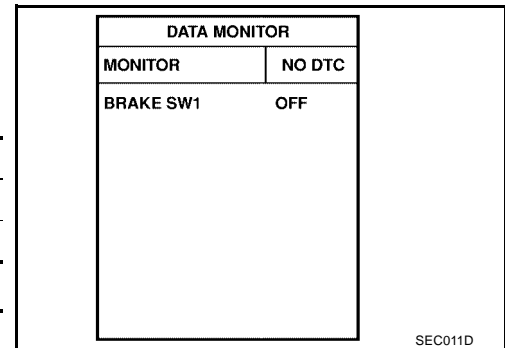 DATA MONITOR
MONITOR NO DTC
BRAKE SW1 OFF
SEC011D